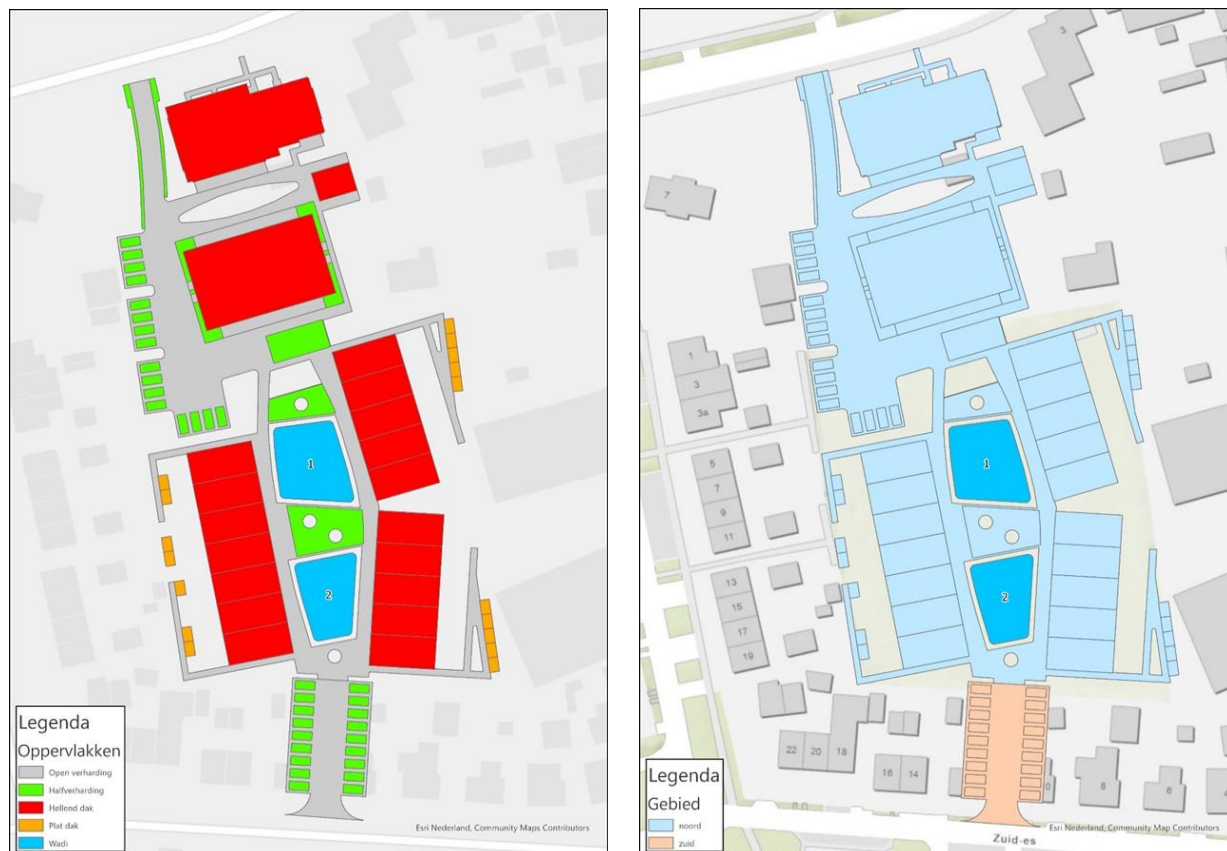 1
2
Legenda
Oppervlakken
Open verharding
Halfverharding
Hellend dak
Plat dak
Wadi
Esri Nederland, Community Maps Contributors
3
7
1
3
3a
5
7
9
11
1
2
13
15
17
19
22 20 18
16 14
8
6
Legenda
Gebied
noord
zuid
Esri Nederland, Community Map Contributors
Zuid-es